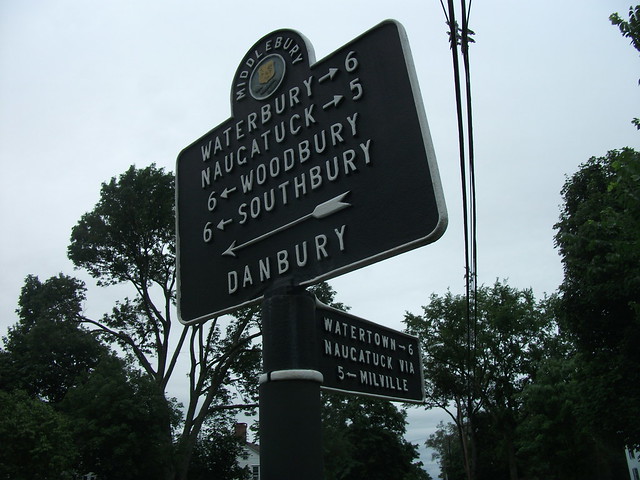 MIDDLEBURY
WATERBURY→6
NAUGATUCK→5
6←WOODBURY
6←SOUTHBURY
DANBURY
WATERTOWN→6
NAUGATUCK VIA
5←MILVILLE